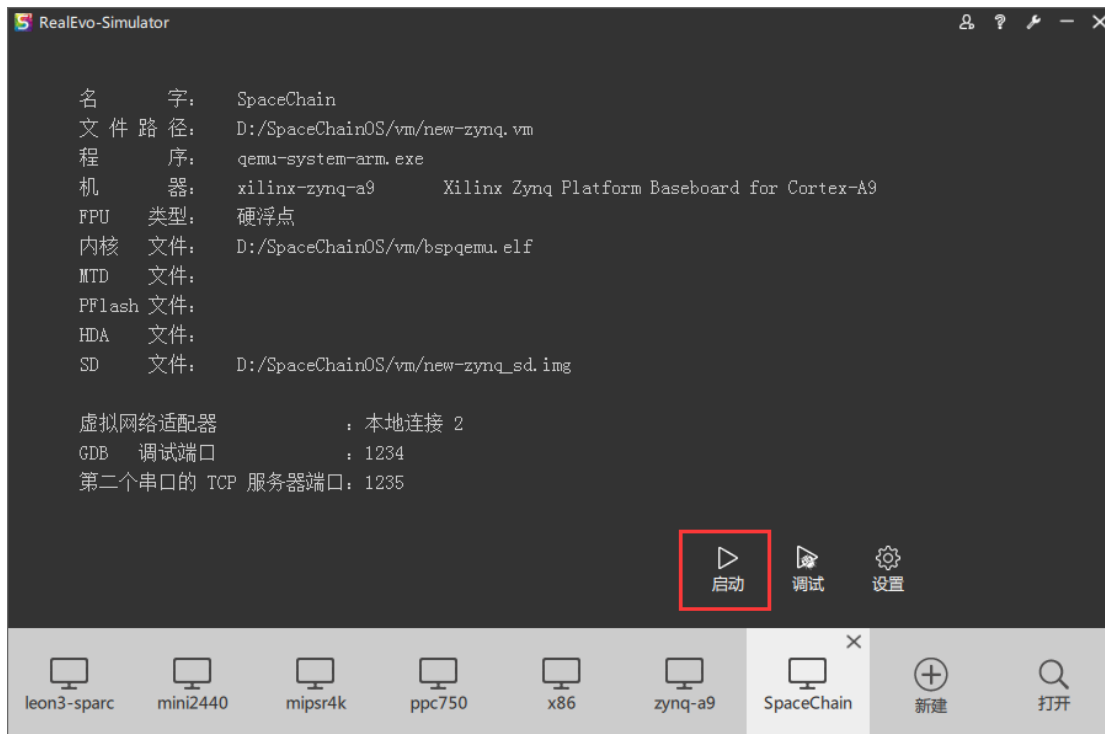 RealEvo-Simulator
名 字： SpaceChain
文 件 路 径： D:/SpaceChainOS/vm/new-zynq.vm
程 序： qemu-system-arm.exe
机 器： xilinx-zynq-a9 Xilinx Zynq Platform Baseboard for Cortex-A9
FPU 类型： 硬浮点
内核 文件： D:/SpaceChainOS/vm/bspqemu.elf
MTD 文件：
PFlash 文件：
HDA 文件：
SD 文件： D:/SpaceChainOS/vm/new-zynq_sd.img
虚拟网络适配器 ：本地连接 2
GDB 调试端口 ：1234
第二个串口的 TCP 服务器端口：1235
启动 调试 设置
leon3-sparc mini2440 mipsr4k ppc750 x86 zynq-a9 SpaceChain 新建 打开